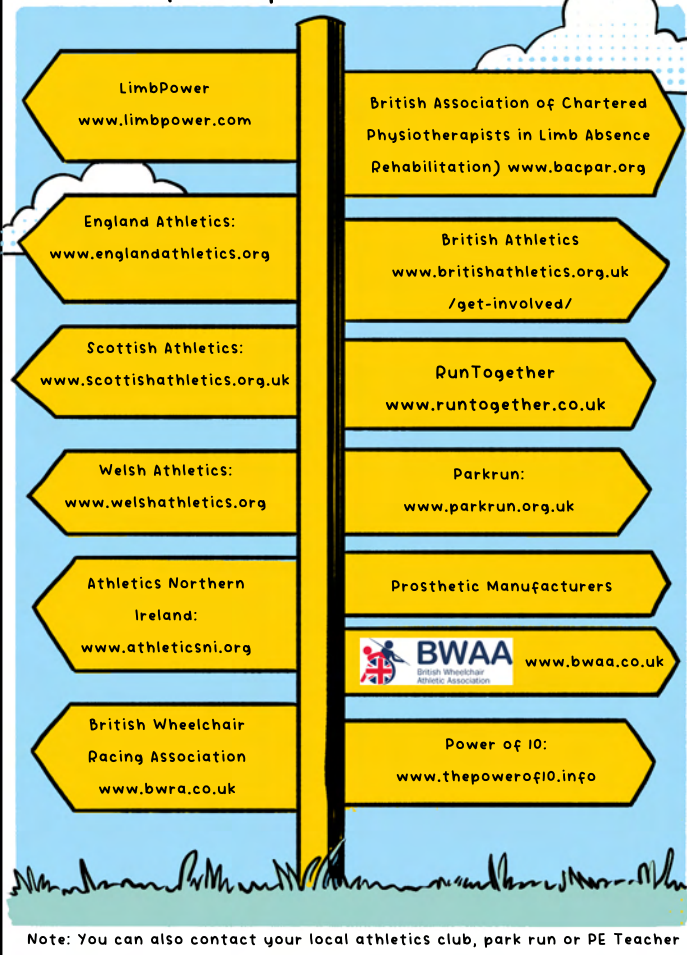 LimbPower
www.limbpower.com
England Athletics:
www.englandathletics.org
Scottish Athletics:
www.scottishathletics.org.uk
Welsh Athletics:
www.welshathletics.org
Athletics Northern
Ireland:
www.athleticsni.org
British Wheelchair
Racing Association
www.bwra.co.uk
British Association of Chartered
Physiotherapists in Limb Absence
Rehabilitation) www.bacpar.org
British Athletics
www.britishathletics.org.uk
/get-involved/
RunTogether
www.runtogether.co.uk
Parkrun:
www.parkrun.org.uk
Prosthetic Manufacturers
BWAA
British Wheelchair
Athletic Association
www.bwaa.co.uk
Power of 10:
www.thepowerof10.info
Note: You can also contact your local athletics club, park run or PE Teacher